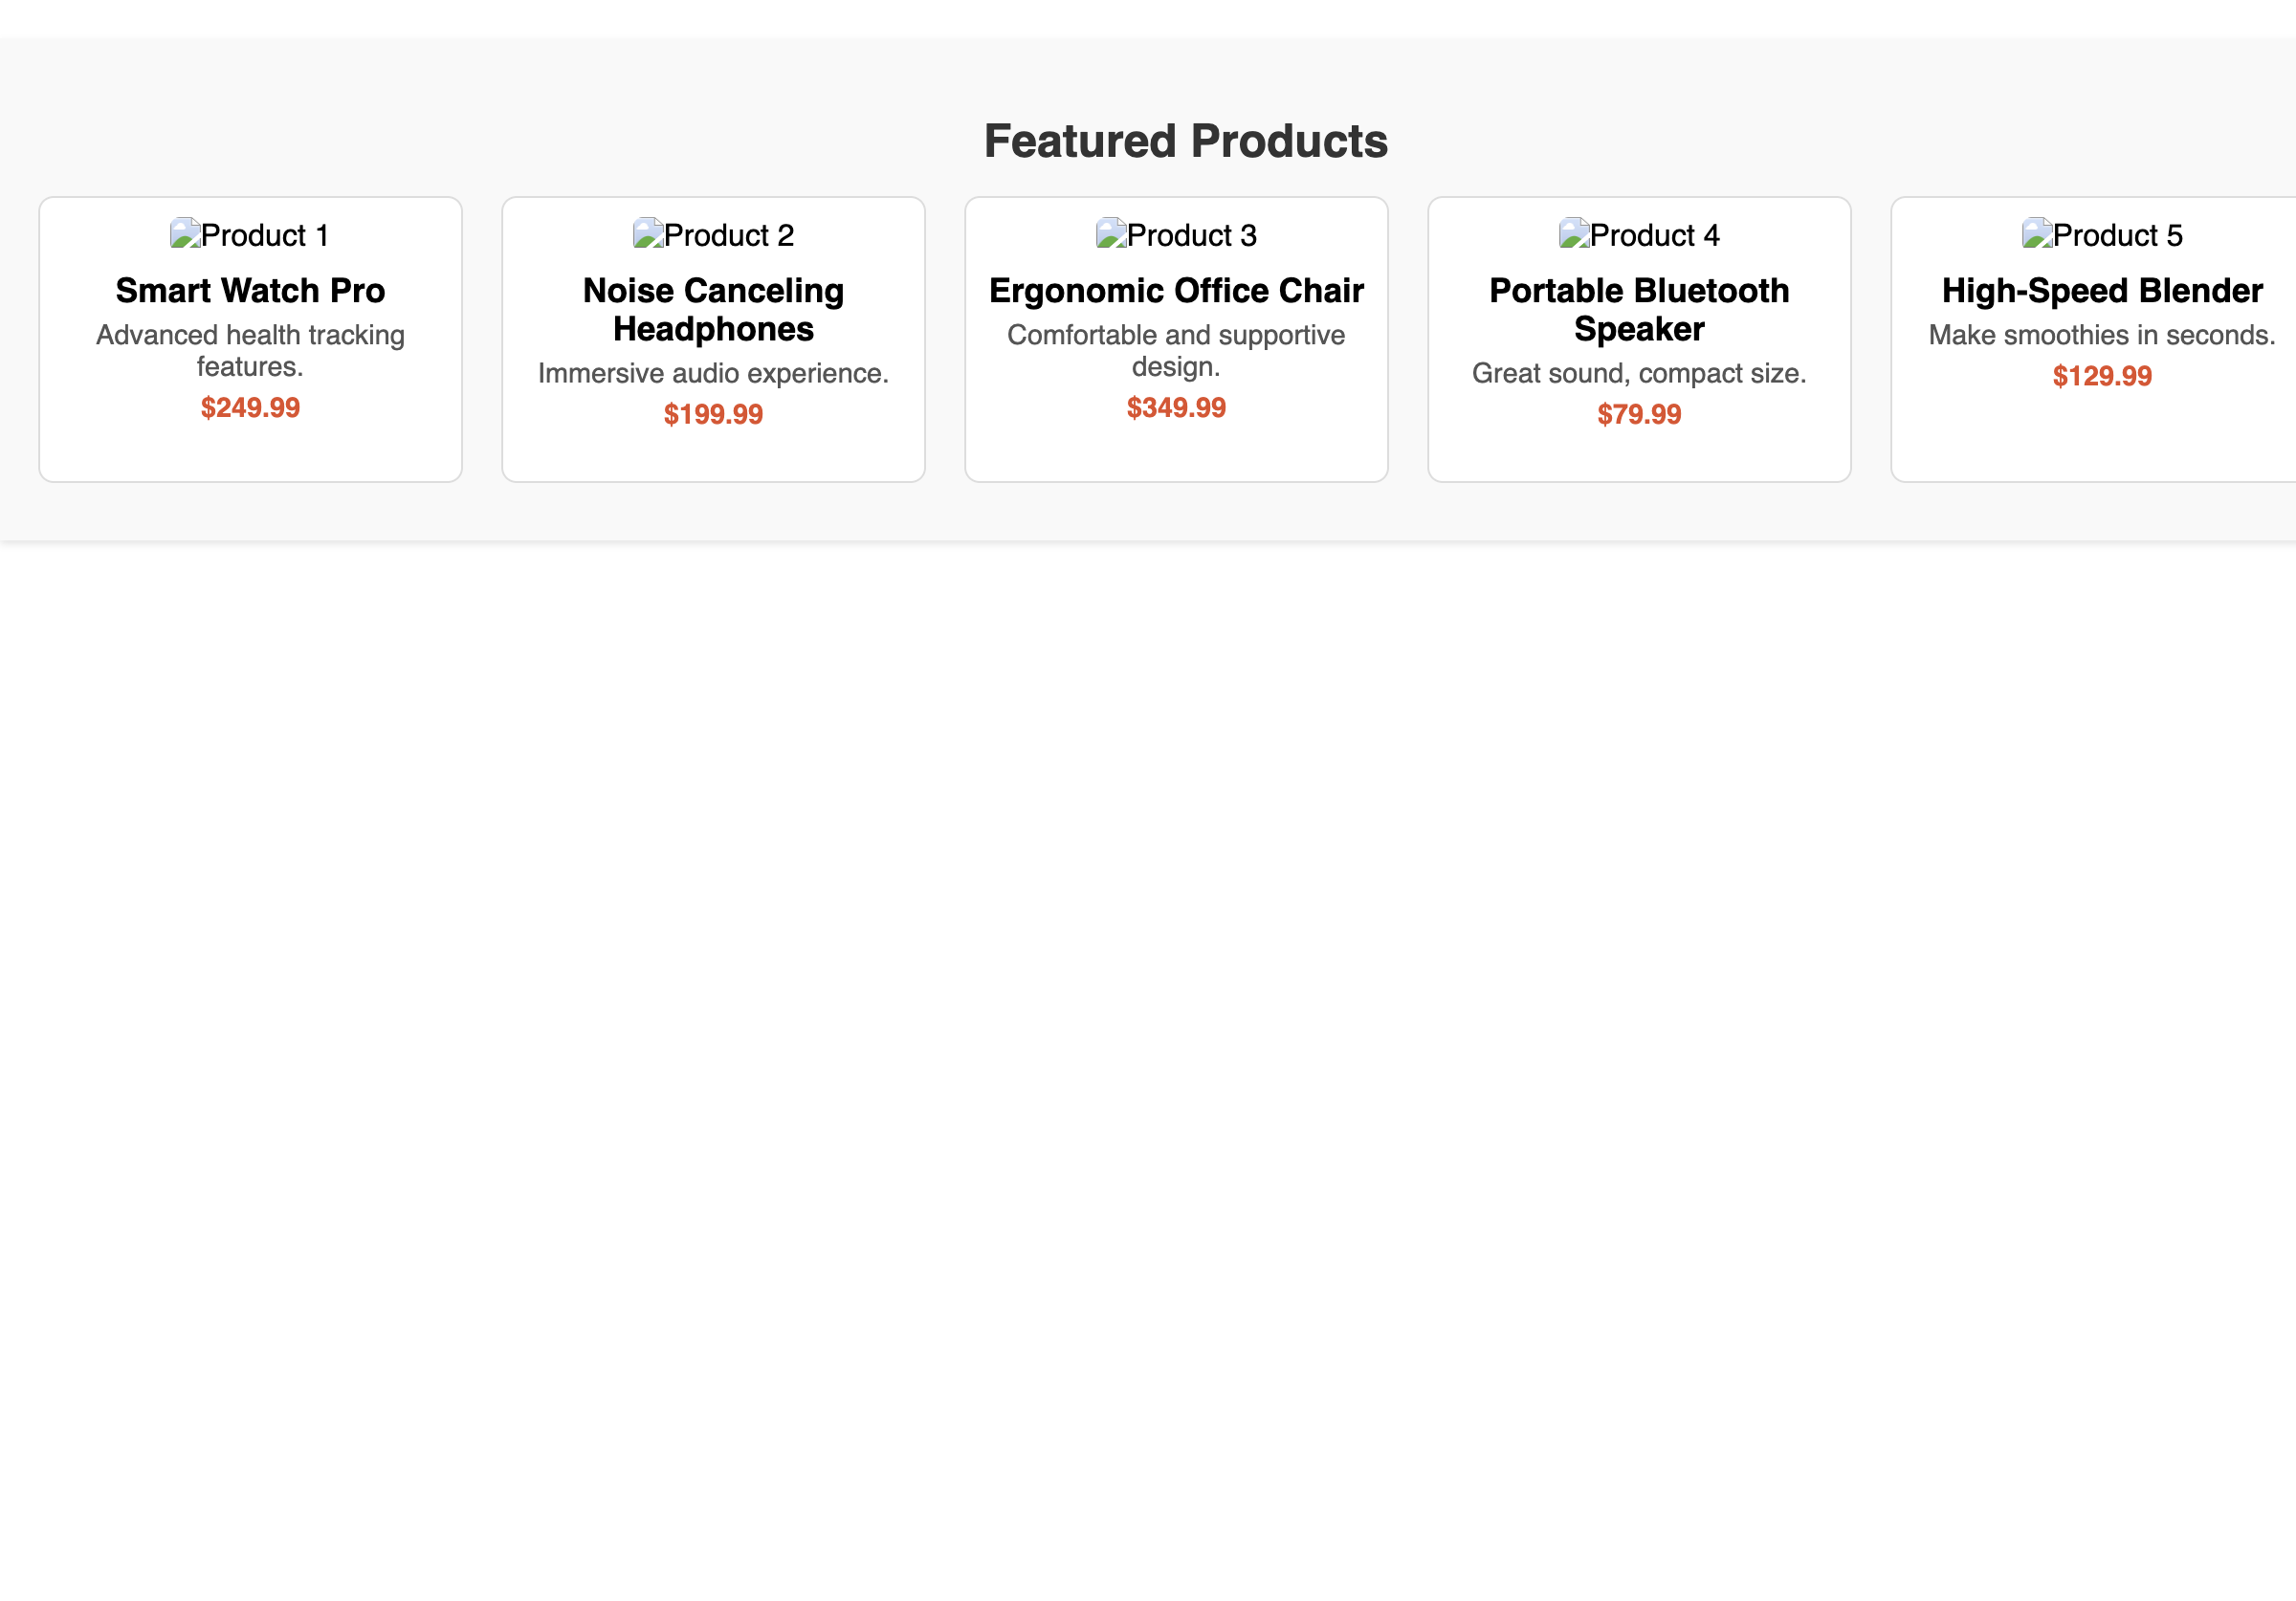 Featured Products
Product 1
Smart Watch Pro
Advanced health tracking
features.
$249.99
Product 2
Noise Canceling
Headphones
Immersive audio experience.
$199.99
Product 3
Ergonomic Office Chair
Comfortable and supportive
design.
$349.99
Product 4
Portable Bluetooth
Speaker
Great sound, compact size.
$79.99
Product 5
High-Speed Blender
Make smoothies in seconds.
$129.99